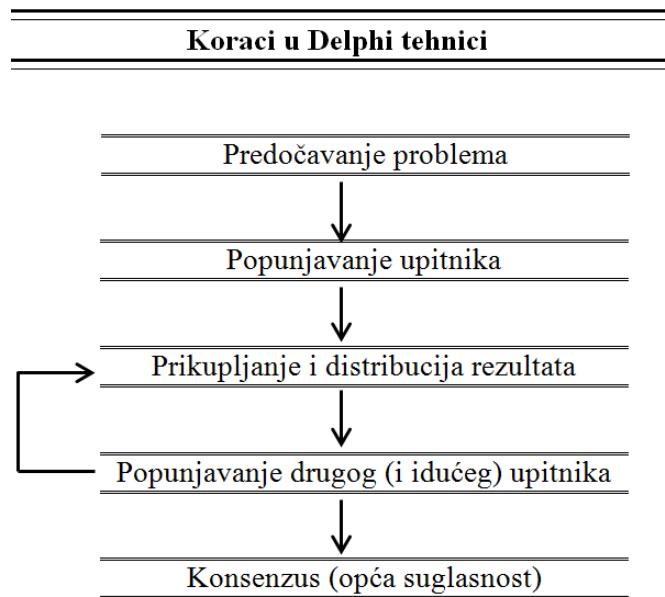 Koraci u Delphi tehnici
Predočavanje problema
Popunjavanje upitnika
Prikupljanje i distribucija rezultata
Popunjavanje drugog (i idućeg) upitnika
Konsenzus (opća suglasnost)